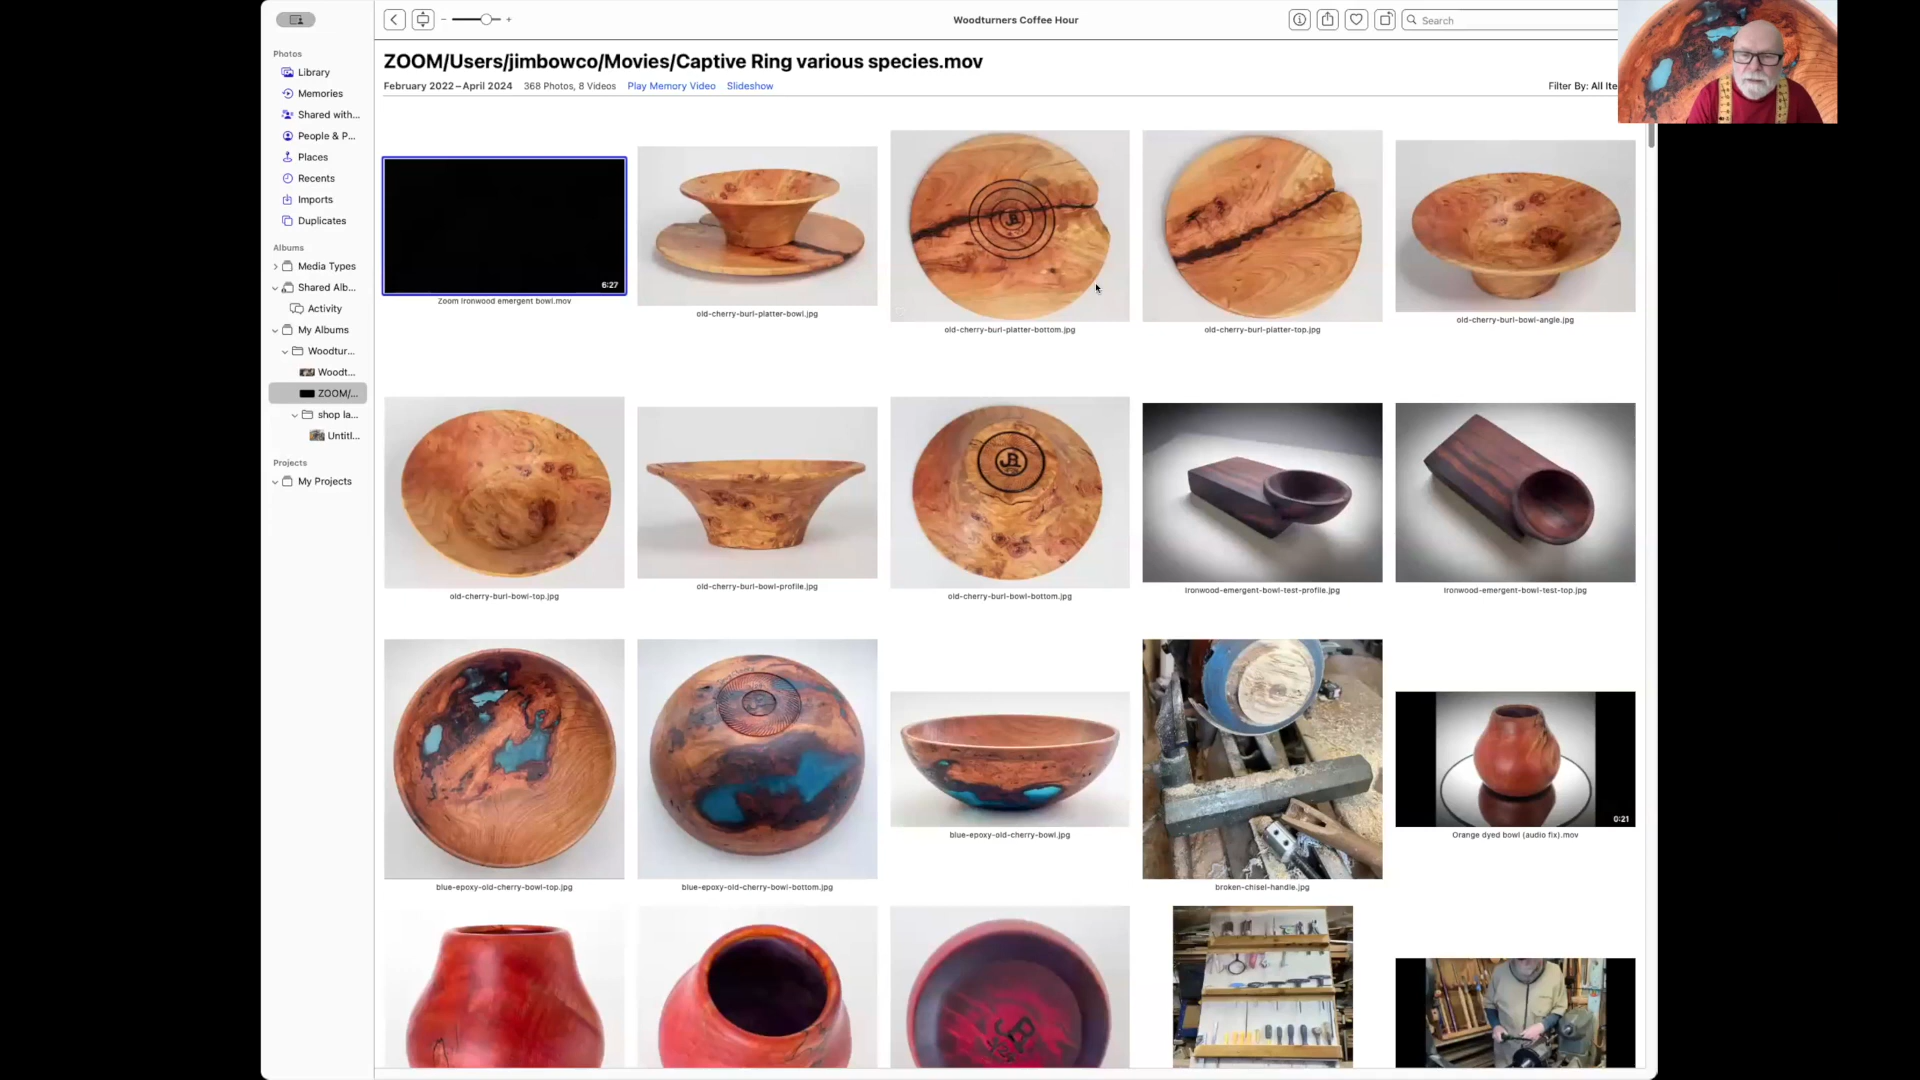 Woodturners Coffee Hour
Search
ZOOM/Users/jimbowco/Movies/Captive Ring various species.mov
February 2022 – April 2024 368 Photos, 8 Videos Play Memory Video Slideshow
Filter By: All Ite
Photos
Library
Memories
Shared with...
People & P...
Places
Recents
Imports
Duplicates
Albums
Media Types
Shared Alb...
Activity
My Albums
Woodtur...
Woodt...
ZOOM/...
shop la...
Untitl...
Projects
My Projects
6:27
Zoom Ironwood emergent bowl.mov
old-cherry-burl-platter-bowl.jpg
old-cherry-burl-platter-bottom.jpg
old-cherry-burl-platter-top.jpg
old-cherry-burl-bowl-angle.jpg
old-cherry-burl-bowl-top.jpg
old-cherry-burl-bowl-profile.jpg
old-cherry-burl-bowl-bottom.jpg
Ironwood-emergent-bowl-test-profile.jpg
Ironwood-emergent-bowl-test-top.jpg
blue-epoxy-old-cherry-bowl-top.jpg
blue-epoxy-old-cherry-bowl-bottom.jpg
blue-epoxy-old-cherry-bowl.jpg
broken-chisel-handle.jpg
0:21
Orange dyed bowl (audio fix).mov